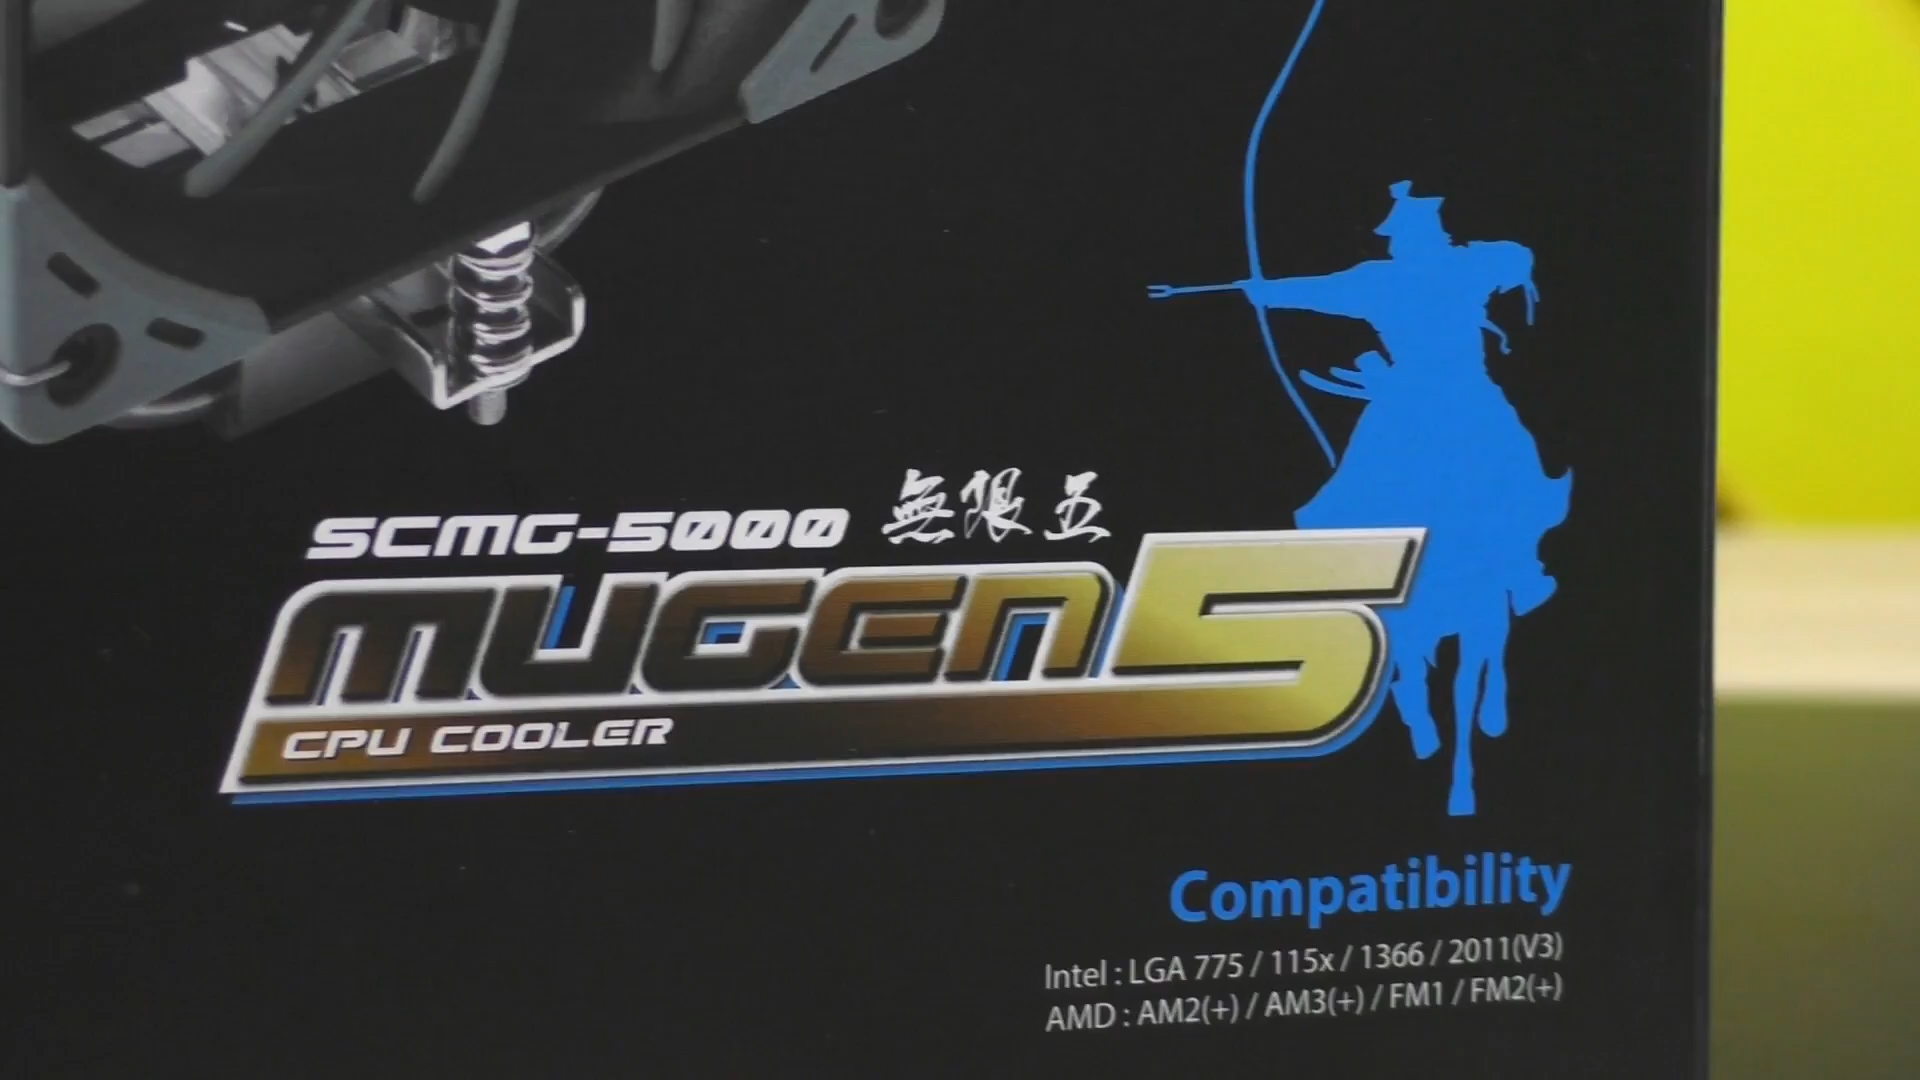 SCMG-5000 無限五
MUGEN5
CPU COOLER
Compatibility
Intel : LGA 775 / 115x / 1366 / 2011(V3)
AMD : AM2(+) / AM3(+) / FM1 / FM2(+)